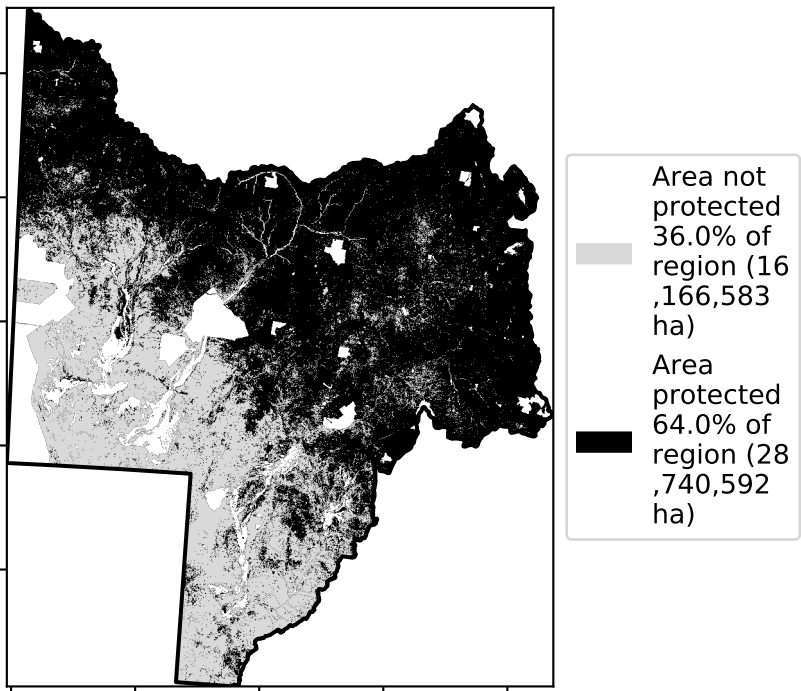 Area not
protected
36.0% of
region (16
,166,583
ha)
Area
protected
64.0% of
region (28
,740,592
ha)